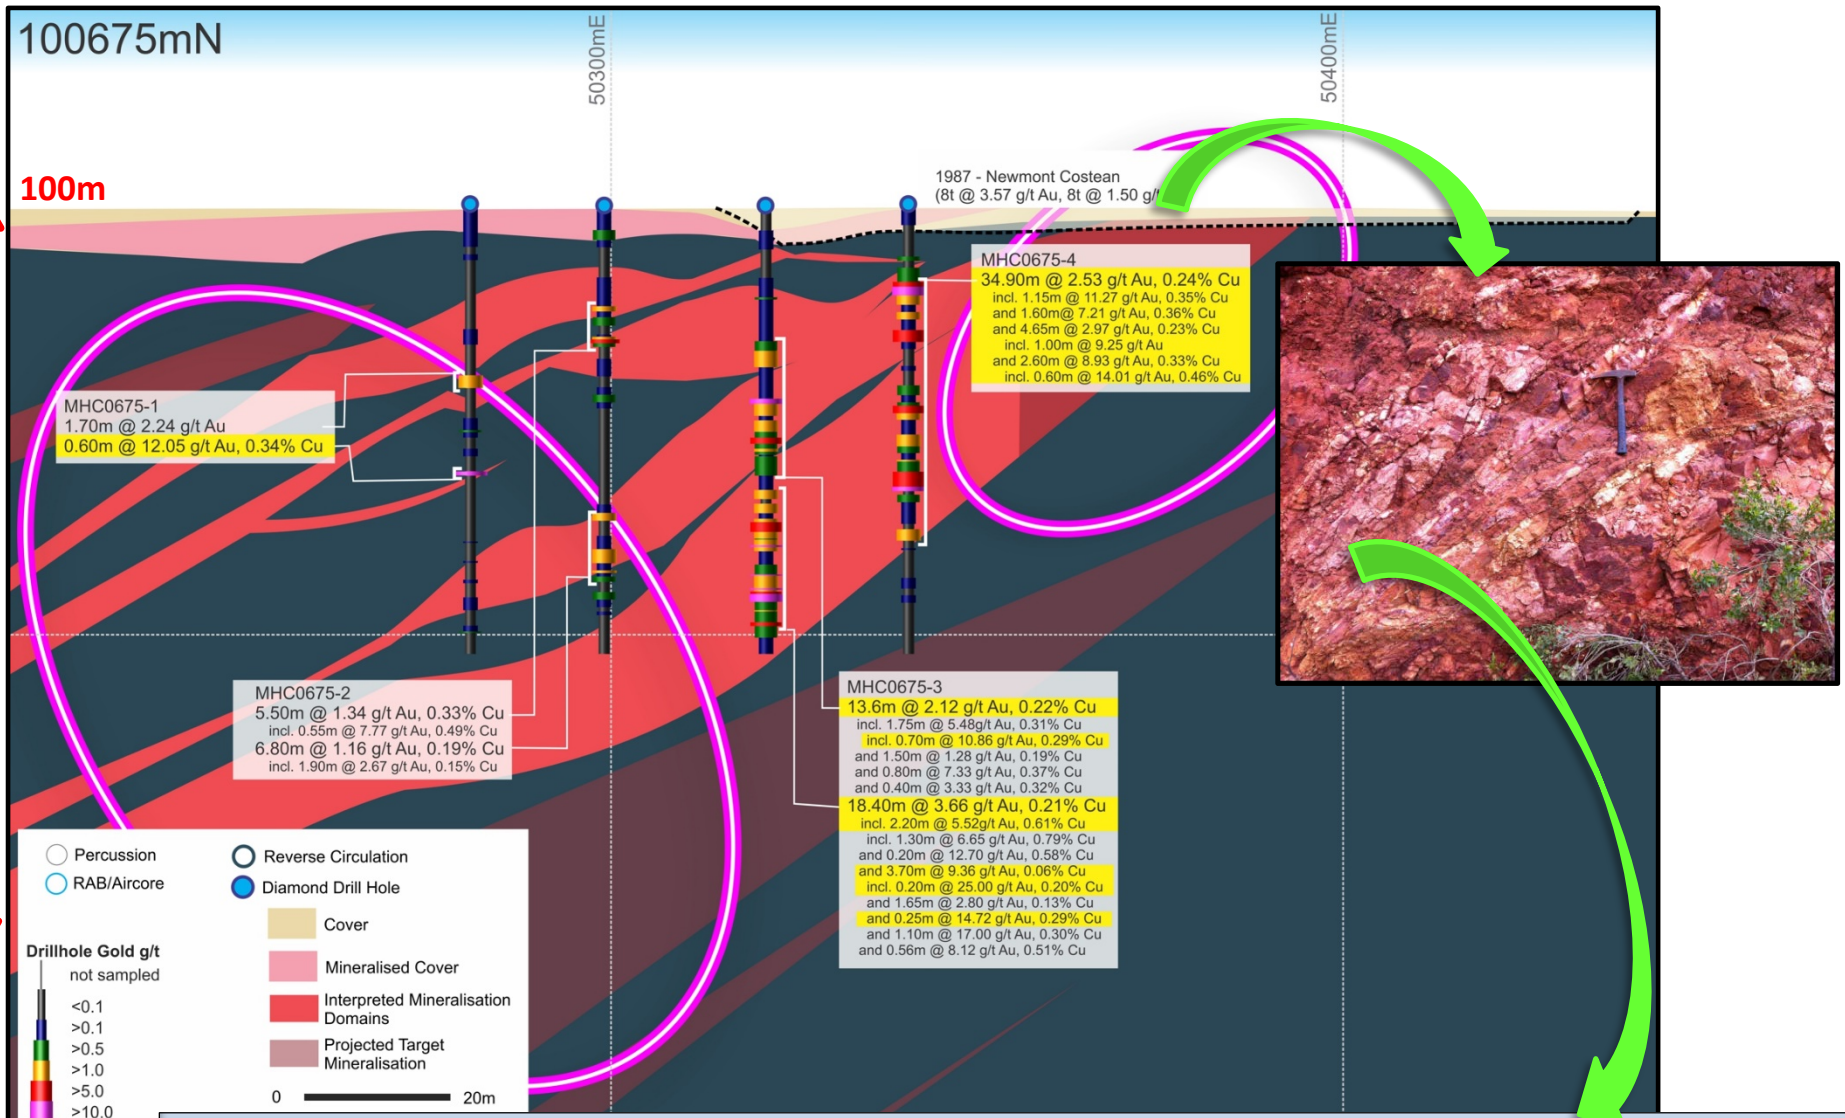 100675mN
50300mE
50400mE
100m
1987 - Newmont Costean
(8t @ 3.57 g/t Au, 8t @ 1.50 g/
MHC0675-4
34.90m @ 2.53 g/t Au, 0.24% Cu
incl. 1.15m @ 11.27 g/t Au, 0.35% Cu
and 1.60m@ 7.21 g/t Au, 0.36% Cu
and 4.65m @ 2.97 g/t Au, 0.23% Cu
incl. 1.00m @ 9.25 g/t Au
and 2.60m @ 8.93 g/t Au, 0.33% Cu
incl. 0.60m @ 14.01 g/t Au, 0.46% Cu
MHC0675-1
1.70m @ 2.24 g/t Au
0.60m @ 12.05 g/t Au, 0.34% Cu
MHC0675-2
5.50m @ 1.34 g/t Au, 0.33% Cu
incl. 0.55m @ 7.77 g/t Au, 0.49% Cu
6.80m @ 1.16 g/t Au, 0.19% Cu
incl. 1.90m @ 2.67 g/t Au, 0.15% Cu
MHC0675-3
13.6m @ 2.12 g/t Au, 0.22% Cu
incl. 1.75m @ 5.48g/t Au, 0.31% Cu
incl. 0.70m @ 10.86 g/t Au, 0.29% Cu
and 1.50m @ 1.28 g/t Au, 0.19% Cu
and 0.80m @ 7.33 g/t Au, 0.37% Cu
and 0.40m @ 3.33 g/t Au, 0.32% Cu
18.40m @ 3.66 g/t Au, 0.21% Cu
incl. 2.20m @ 5.52g/t Au, 0.61% Cu
incl. 1.30m @ 6.65 g/t Au, 0.79% Cu
and 0.20m @ 12.70 g/t Au, 0.58% Cu
and 3.70m @ 9.36 g/t Au, 0.06% Cu
incl. 0.20m @ 25.00 g/t Au, 0.20% Cu
and 1.65m @ 2.80 g/t Au, 0.13% Cu
and 0.25m @ 14.72 g/t Au, 0.29% Cu
and 1.10m @ 17.00 g/t Au, 0.30% Cu
and 0.56m @ 8.12 g/t Au, 0.51% Cu
Percussion
RAB/Aircore
Reverse Circulation
Diamond Drill Hole
Cover
Mineralised Cover
Interpreted Mineralisation
Domains
Projected Target
Mineralisation
0 20m
Drillhole Gold g/t
not sampled
<0.1
>0.1
>0.5
>1.0
>5.0
>10.0